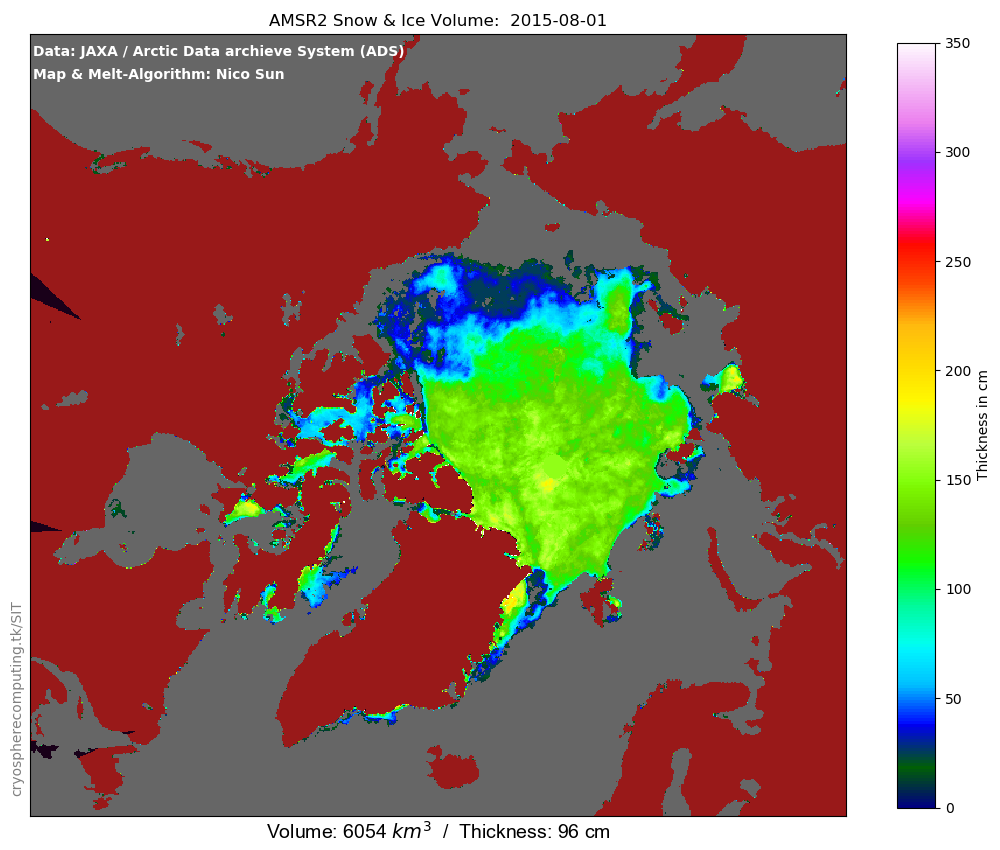 AMSR2 Snow & Ice Volume:  2015-08-01
Data: JAXA / Arctic Data archieve System (ADS)
Map & Melt-Algorithm: Nico Sun
350
300
250
200
150
100
50
0
Thickness in cm
cryospherecomputing.tk/SIT
Volume: 6054 km³  /  Thickness: 96 cm